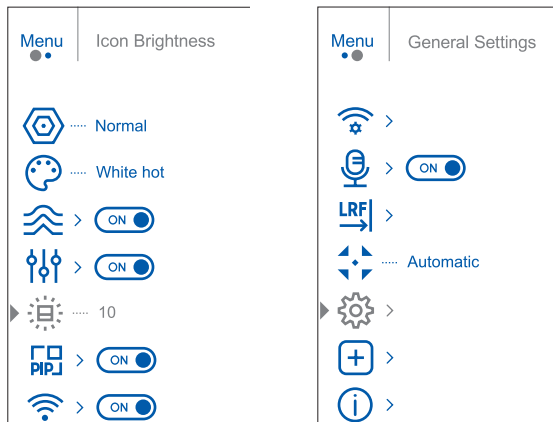 Menu
Icon Brightness
Normal
White hot
ON
ON
10
PIP
ON
ON
Menu
General Settings
ON
LRF
Automatic